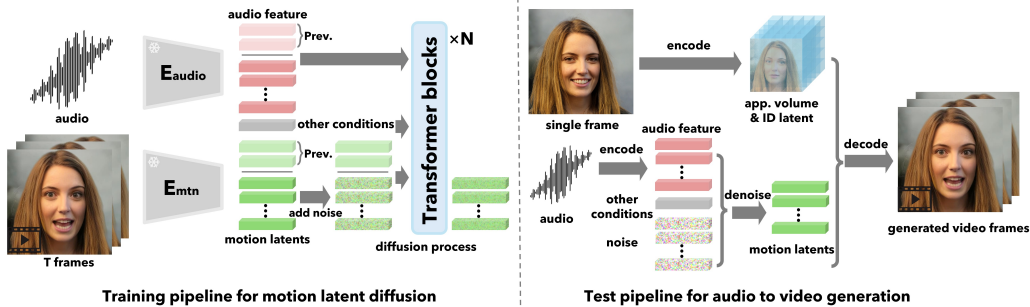 audio feature
Prev.
E audio
audio
other conditions
Prev.
E mtn
add noise
T frames
motion latents
Transformer blocks
×N
diffusion process
Training pipeline for motion latent diffusion
single frame
encode
app. volume
& ID latent
audio feature
encode
audio
other
conditions
noise
denoise
motion latents
decode
generated video frames
Test pipeline for audio to video generation